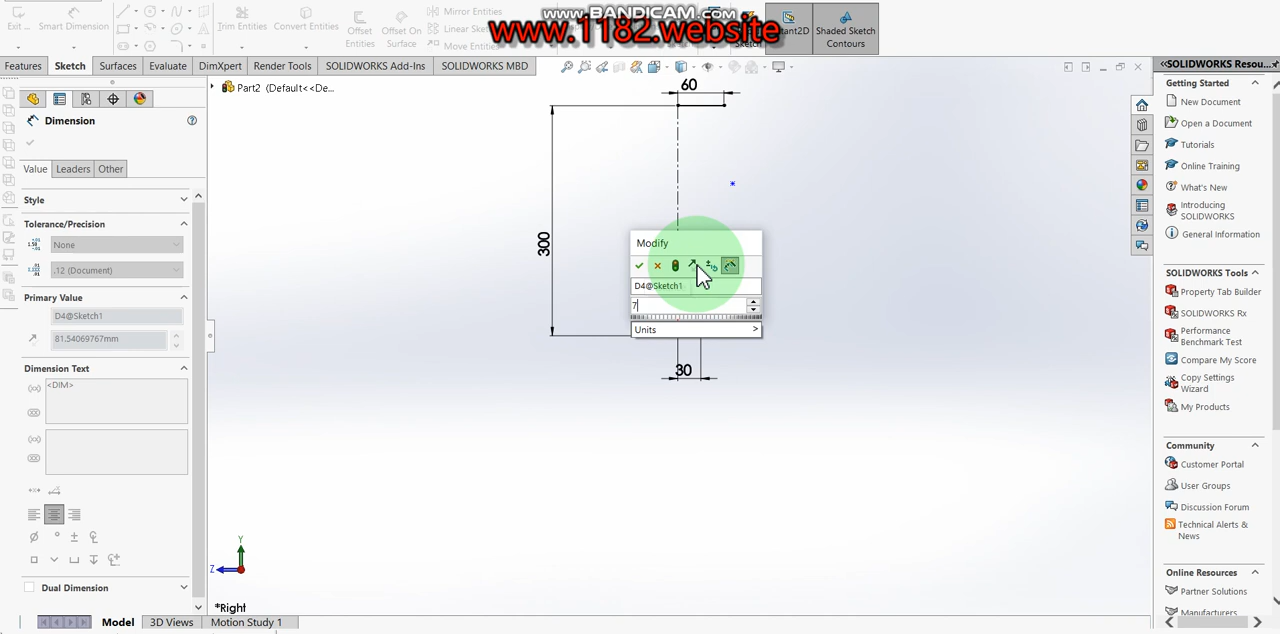 www.BANDICAM.com
www.1182.website
Exit ...
Smart Dimension
Trim Entities
Convert Entities
Offset
Entities
Offset On
Surface
Mirror Entities
Linear Sketch
Move Entities
Sketch
Instant2D
Shaded Sketch
Contours
Features
Sketch
Surfaces
Evaluate
DimXpert
Render Tools
SOLIDWORKS Add-Ins
SOLIDWORKS MBD
Part2 (Default<<De...
Dimension
Value
Leaders
Other
Style
Tolerance/Precision
None
.12 (Document)
Primary Value
D4@Sketch1
81.54069767mm
Dimension Text
<DIM>
Dual Dimension
60
300
30
Modify
D4@Sketch1
7
Units
>
Y
Z
*Right
Model
3D Views
Motion Study 1
SOLIDWORKS Resou...
Getting Started
New Document
Open a Document
Tutorials
Online Training
What's New
Introducing
SOLIDWORKS
General Information
SOLIDWORKS Tools
Property Tab Builder
SOLIDWORKS Rx
Performance
Benchmark Test
Compare My Score
Copy Settings
Wizard
My Products
Community
Customer Portal
User Groups
Discussion Forum
Technical Alerts &
News
Online Resources
Partner Solutions
Manufacturers